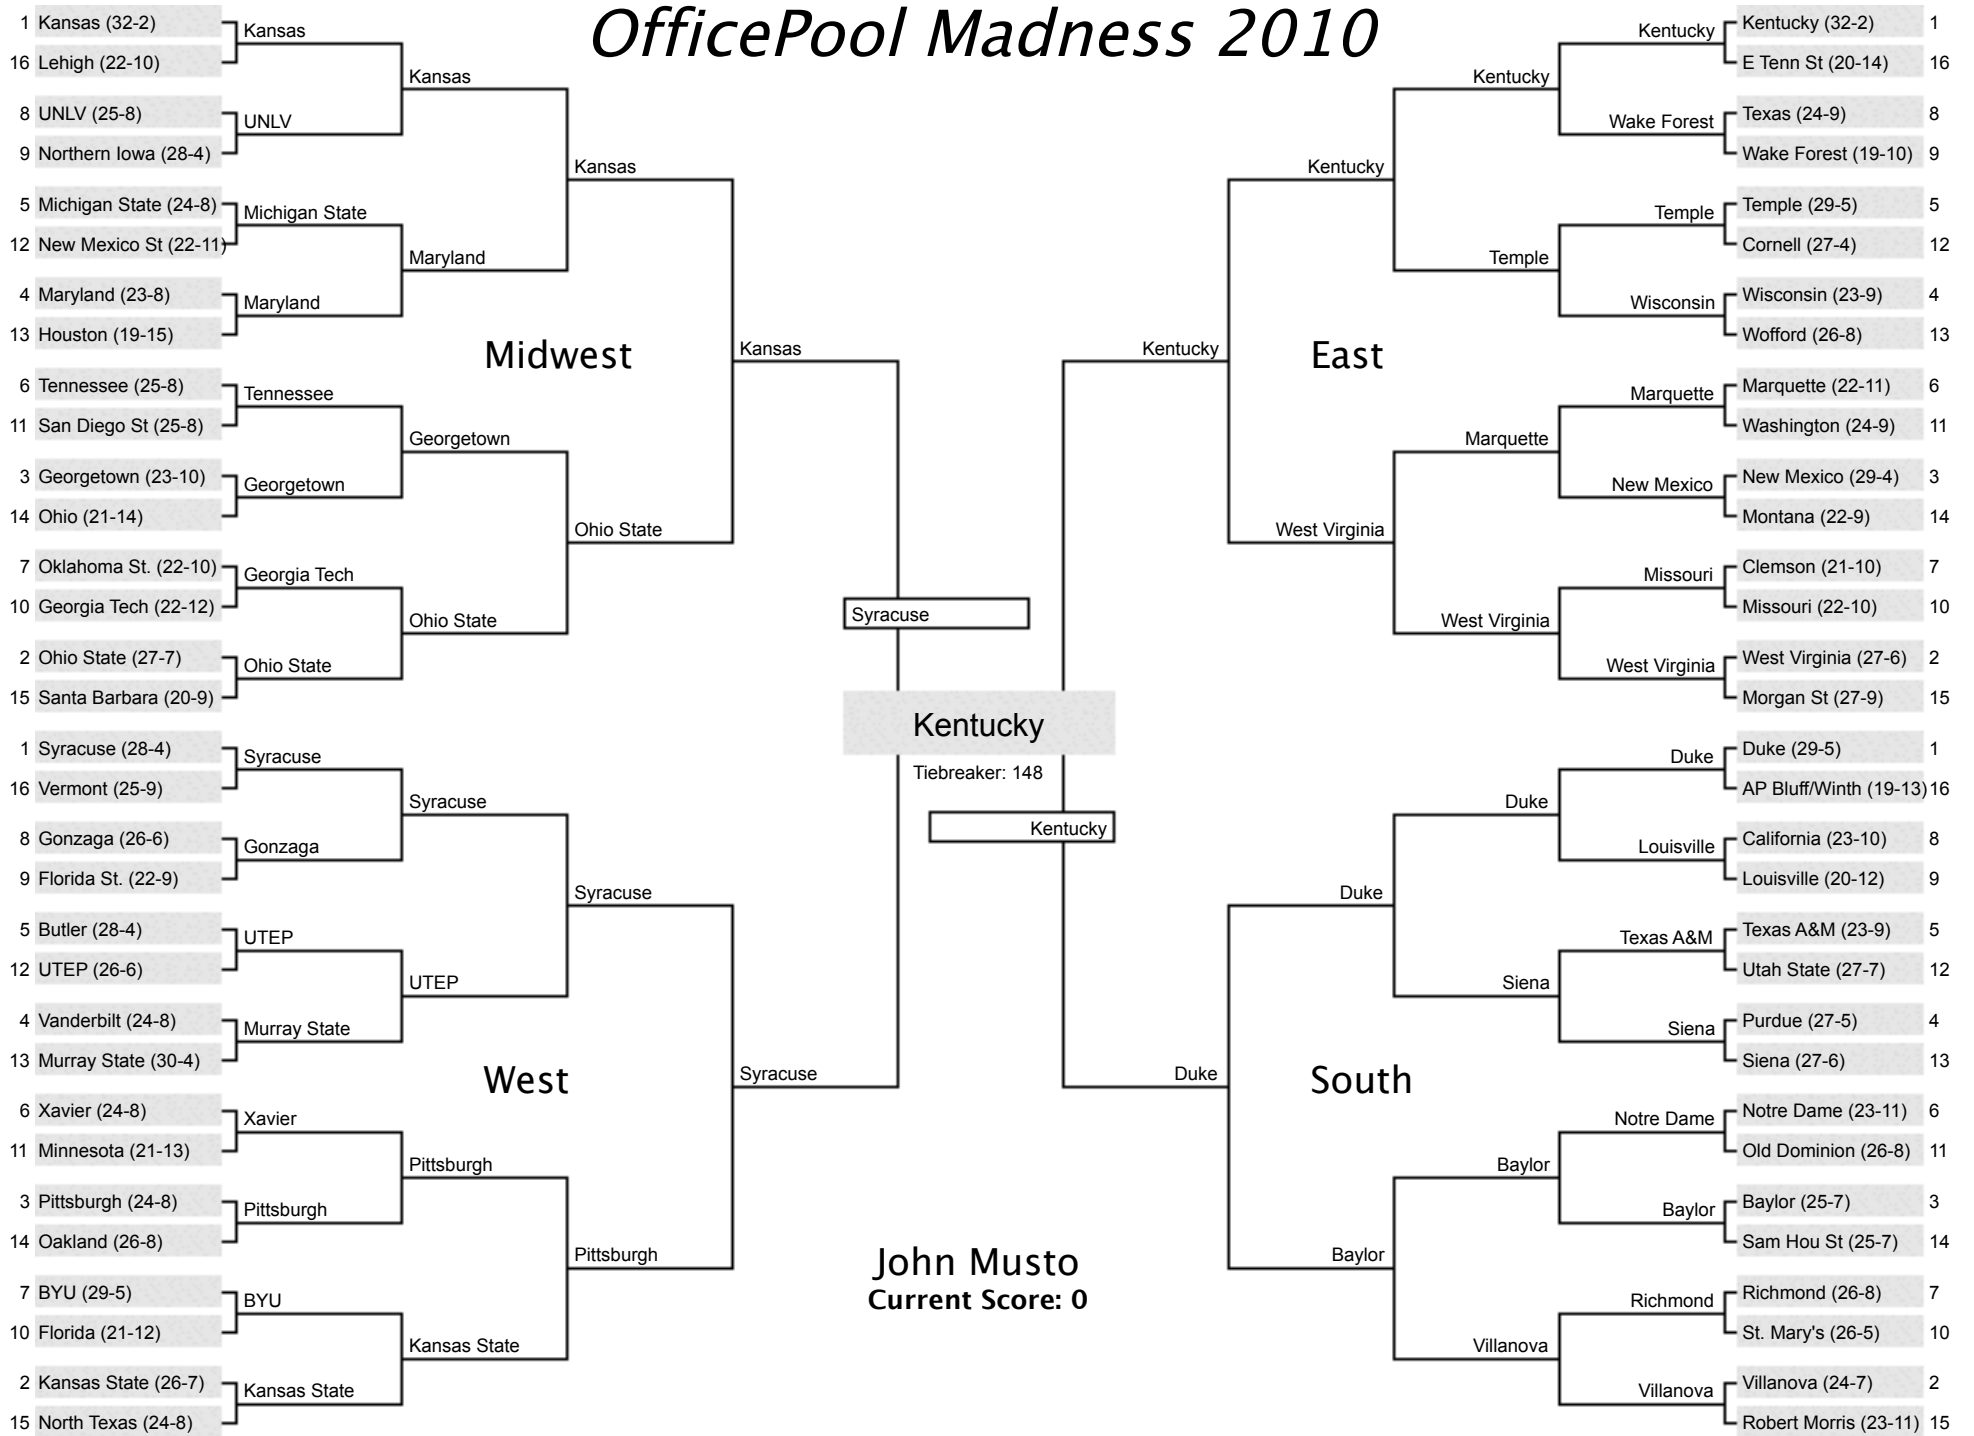 OfficePool Madness 2010
1 Kansas (32-2)
16 Lehigh (22-10)
8 UNLV (25-8)
9 Northern Iowa (28-4)
5 Michigan State (24-8)
12 New Mexico St (22-11)
4 Maryland (23-8)
13 Houston (19-15)
6 Tennessee (25-8)
11 San Diego St (25-8)
3 Georgetown (23-10)
14 Ohio (21-14)
7 Oklahoma St. (22-10)
10 Georgia Tech (22-12)
2 Ohio State (27-7)
15 Santa Barbara (20-9)
Kansas
UNLV
Michigan State
Maryland
Tennessee
Georgetown
Georgia Tech
Ohio State
Kansas
Maryland
Georgetown
Ohio State
Kansas
Ohio State
Kansas
Midwest
1 Syracuse (28-4)
16 Vermont (25-9)
8 Gonzaga (26-6)
9 Florida St. (22-9)
5 Butler (28-4)
12 UTEP (26-6)
4 Vanderbilt (24-8)
13 Murray State (30-4)
6 Xavier (24-8)
11 Minnesota (21-13)
3 Pittsburgh (24-8)
14 Oakland (26-8)
7 BYU (29-5)
10 Florida (21-12)
2 Kansas State (26-7)
15 North Texas (24-8)
Syracuse
Gonzaga
UTEP
Murray State
Xavier
Pittsburgh
BYU
Kansas State
Syracuse
UTEP
Pittsburgh
Kansas State
Syracuse
Pittsburgh
Syracuse
West
Syracuse
Kentucky
Tiebreaker: 148
Kentucky
John Musto
Current Score: 0
Kentucky (32-2) 1
E Tenn St (20-14) 16
Texas (24-9) 8
Wake Forest (19-10) 9
Temple (29-5) 5
Cornell (27-4) 12
Wisconsin (23-9) 4
Wofford (26-8) 13
Marquette (22-11) 6
Washington (24-9) 11
New Mexico (29-4) 3
Montana (22-9) 14
Clemson (21-10) 7
Missouri (22-10) 10
West Virginia (27-6) 2
Morgan St (27-9) 15
Kentucky
Wake Forest
Temple
Wisconsin
Marquette
New Mexico
Missouri
West Virginia
Kentucky
Temple
Marquette
West Virginia
Kentucky
West Virginia
Kentucky
East
Duke (29-5) 1
AP Bluff/Winth (19-13) 16
California (23-10) 8
Louisville (20-12) 9
Texas A&M (23-9) 5
Utah State (27-7) 12
Purdue (27-5) 4
Siena (27-6) 13
Notre Dame (23-11) 6
Old Dominion (26-8) 11
Baylor (25-7) 3
Sam Hou St (25-7) 14
Richmond (26-8) 7
St. Mary's (26-5) 10
Villanova (24-7) 2
Robert Morris (23-11) 15
Duke
Louisville
Texas A&M
Siena
Notre Dame
Baylor
Richmond
Villanova
Duke
Siena
Baylor
Villanova
Duke
Baylor
Duke
South